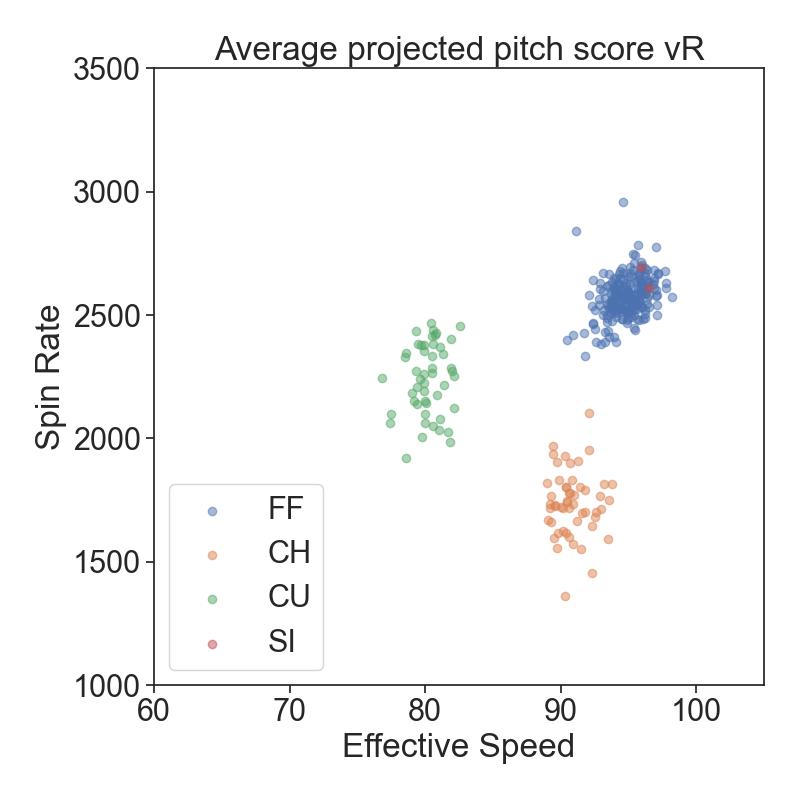 Average projected pitch score vR
3500
3000
2500
2000
1500
1000
Spin Rate
FF
CH
CU
SI
60 70 80 90 100
Effective Speed